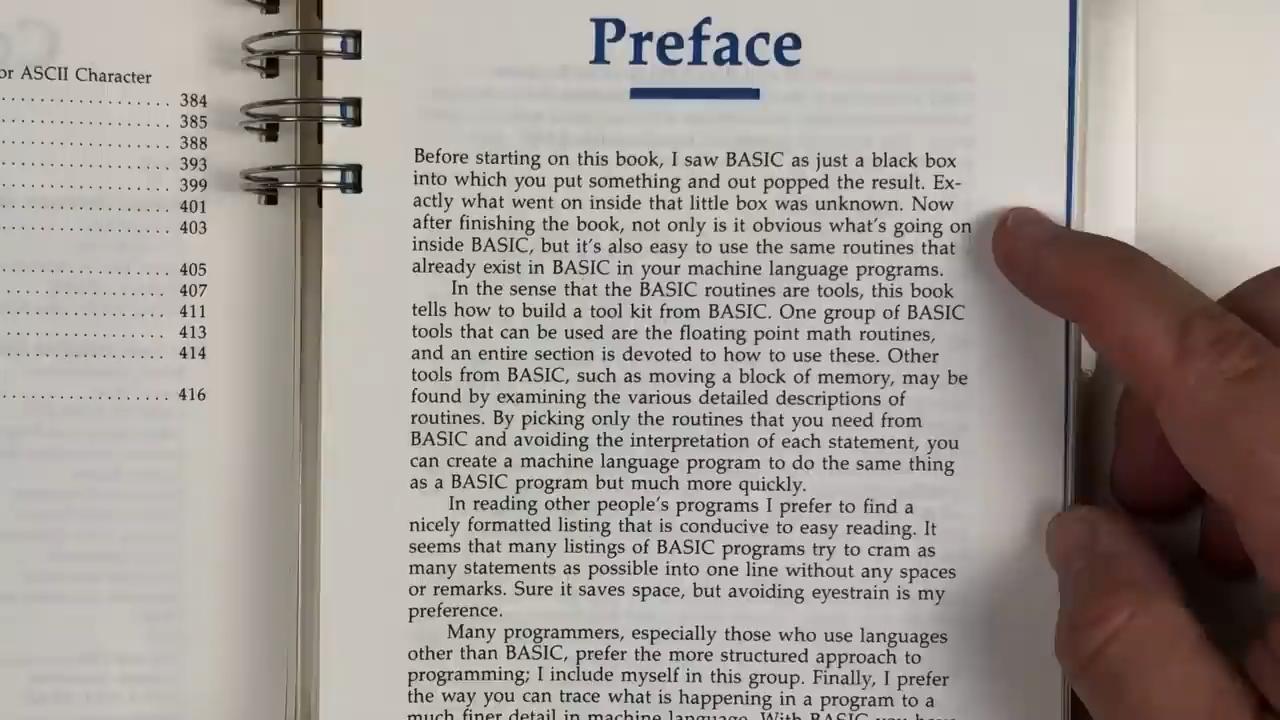 or ASCII Character
384
385
388
393
399
401
403
405
407
411
413
414
416
Preface
Before starting on this book, I saw BASIC as just a black box
into which you put something and out popped the result. Ex-
actly what went on inside that little box was unknown. Now
after finishing the book, not only is it obvious what's going on
inside BASIC, but it's also easy to use the same routines that
already exist in BASIC in your machine language programs.
In the sense that the BASIC routines are tools, this book
tells how to build a tool kit from BASIC. One group of BASIC
tools that can be used are the floating point math routines,
and an entire section is devoted to how to use these. Other
tools from BASIC, such as moving a block of memory, may be
found by examining the various detailed descriptions of
routines. By picking only the routines that you need from
BASIC and avoiding the interpretation of each statement, you
can create a machine language program to do the same thing
as a BASIC program but much more quickly.
In reading other people's programs I prefer to find a
nicely formatted listing that is conducive to easy reading. It
seems that many listings of BASIC programs try to cram as
many statements as possible into one line without any spaces
or remarks. Sure it saves space, but avoiding eyestrain is my
preference.
Many programmers, especially those who use languages
other than BASIC, prefer the more structured approach to
programming; I include myself in this group. Finally, I prefer
the way you can trace what is happening in a program to a
much finer detail in machine language. With BASIC you have